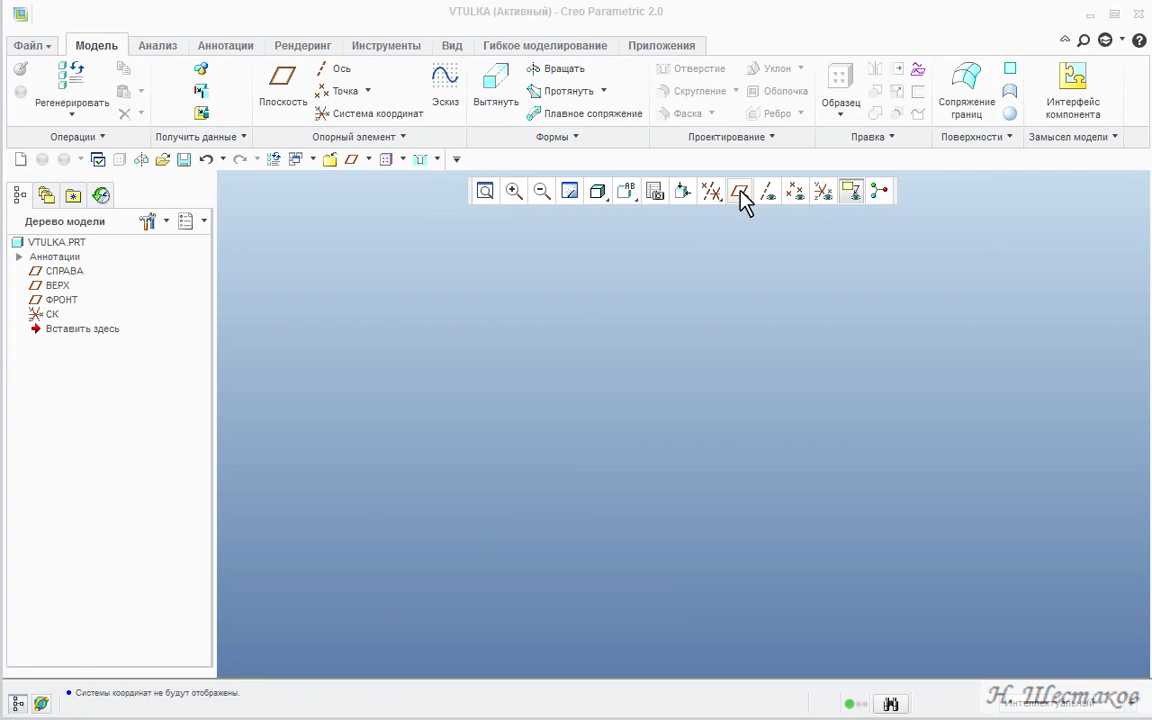 VTULKA (Активный) - Creo Parametric 2.0
Файл Модель Анализ Аннотации Рендеринг Инструменты Вид Гибкое моделирование Приложения
Регенерировать
Плоскость
Ось
Точка
Система координат
Эскиз
Вытянуть
Вращать
Протянуть
Плавное сопряжение
Отверстие
Скругление
Фаска
Уклон
Оболочка
Ребро
Образец
Сопряжение границ
Интерфейс компонента
Операции Получить данные Опорный элемент Формы Проектирование Правка Поверхности Замысел модели
Дерево модели
VTULKA.PRT
Аннотации
СПРАВА
ВЕРХ
ФРОНТ
СК
Вставить здесь
Системы координат не будут отображены.
Н. Шестаков